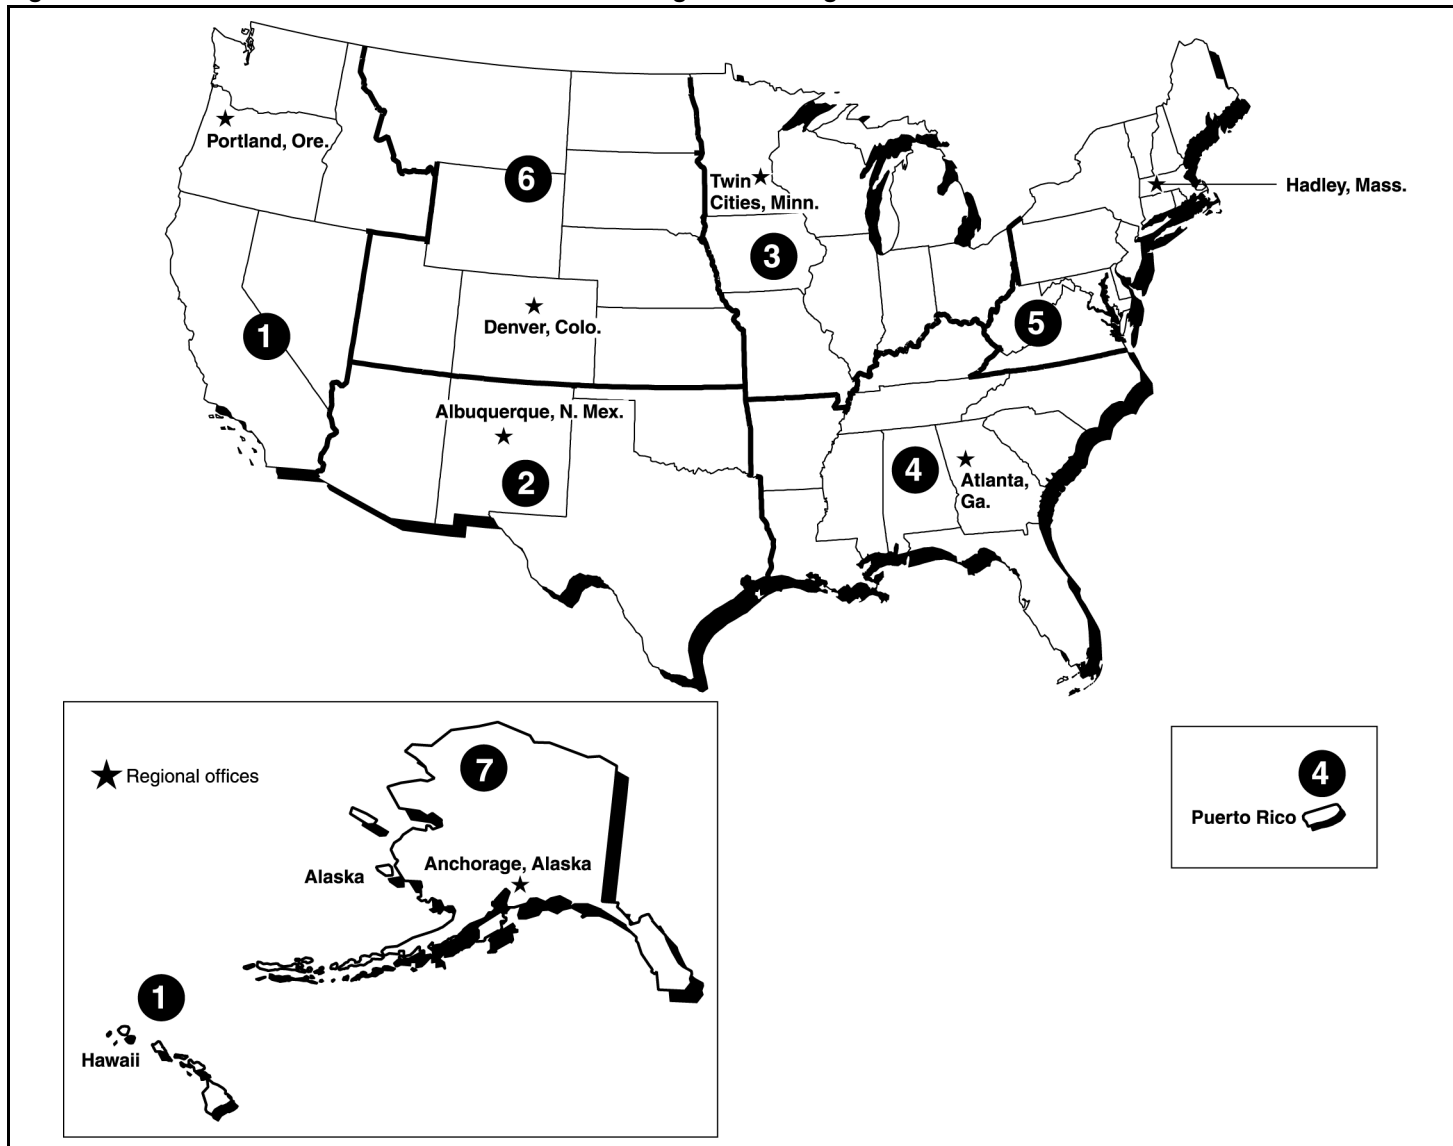 Portland, Ore.
6
Twin
Cities, Minn.
Hadley, Mass.
3
1
Denver, Colo.
5
Albuquerque, N. Mex.
2
4
Atlanta,
Ga.
Regional offices
7
Alaska
Anchorage, Alaska
1
Hawaii
4
Puerto Rico